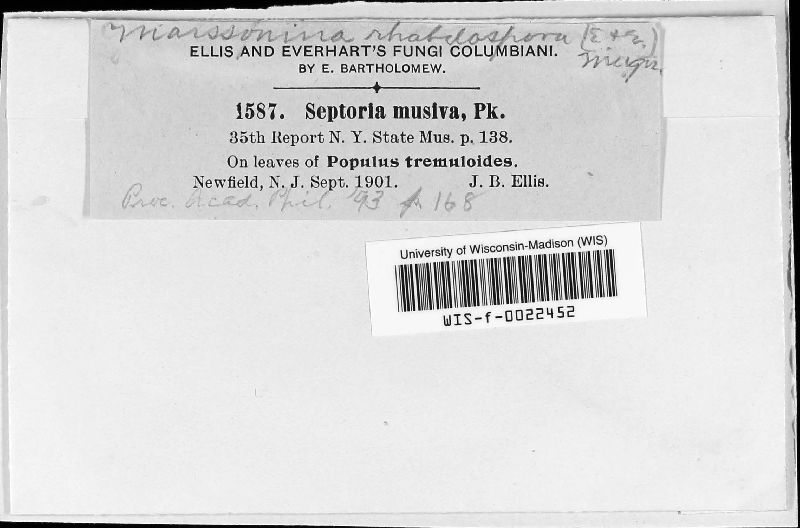 Marssonina rhabdospora (E & E.)
Magn.
ELLIS AND EVERHART'S FUNGI COLUMBIANI.
BY E. BARTHOLOMEW.
1587. Septoria musiva, Pk.
35th Report N. Y. State Mus. p. 138.
On leaves of Populus tremuloides.
Newfield, N. J. Sept. 1901. J. B. Ellis.
Proc. Acad. Phil. '93 p 168
University of Wisconsin-Madison (WIS)
WIS-f-0022452